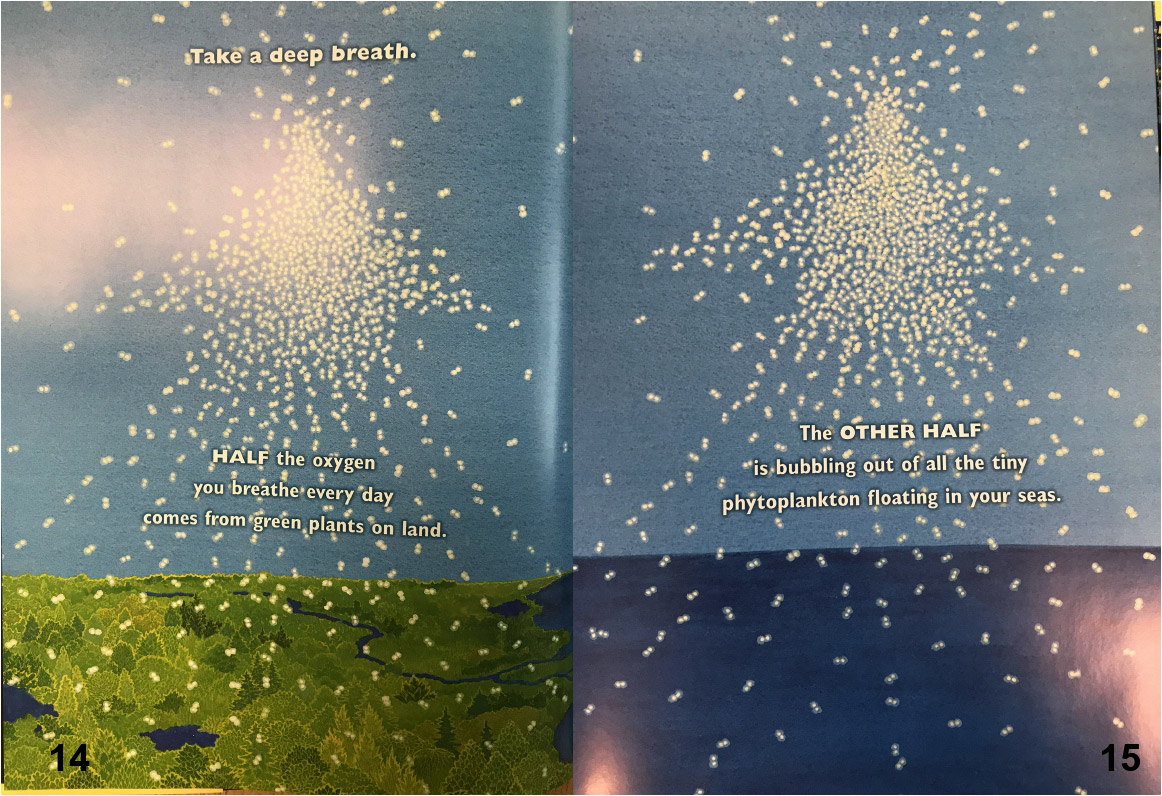 Take a deep breath.
HALF the oxygen
you breathe every day
comes from green plants on land.
14
The OTHER HALF
is bubbling out of all the tiny
phytoplankton floating in your seas.
15